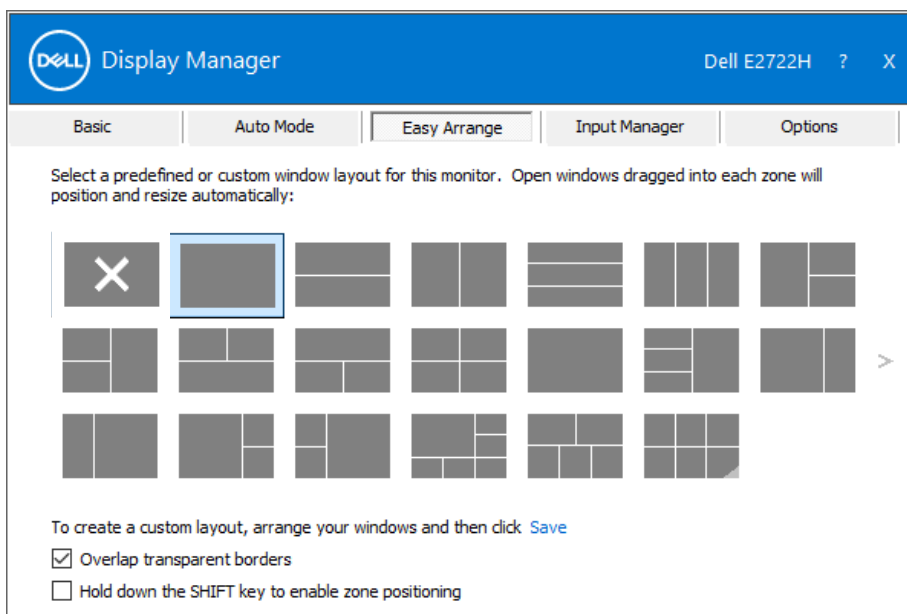 DELL Display Manager Dell E2722H ? X
Basic Auto Mode Easy Arrange Input Manager Options
Select a predefined or custom window layout for this monitor. Open windows dragged into each zone will
position and resize automatically:
>
To create a custom layout, arrange your windows and then click Save
Overlap transparent borders
Hold down the SHIFT key to enable zone positioning